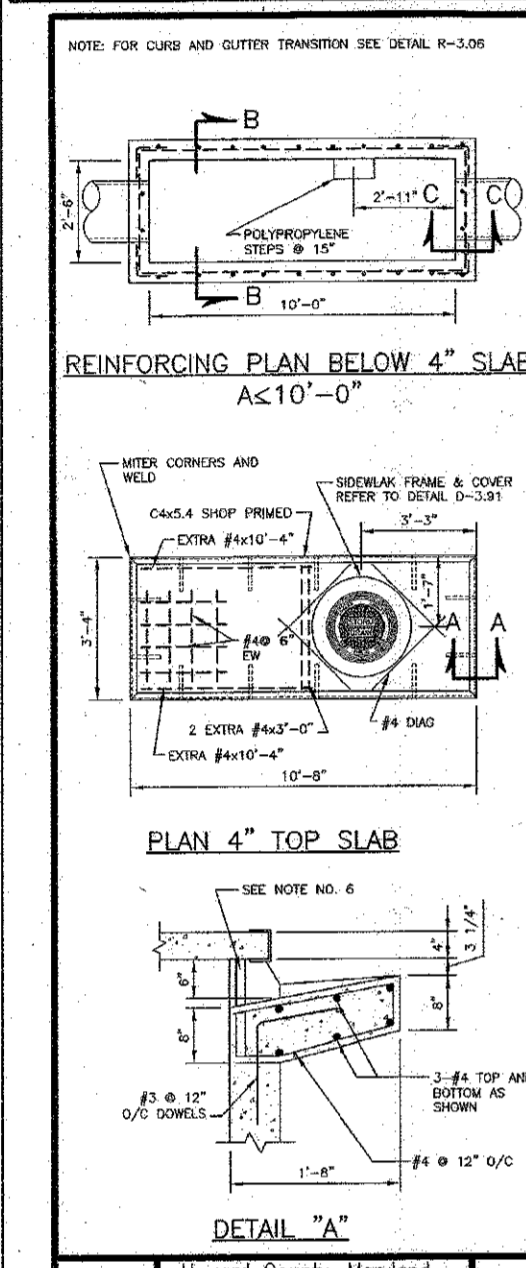 NOTE: FOR CURB AND GUTTER TRANSITION SEE DETAIL R-3.06
B
2'-6"
2'-11"
C
C
POLYPROPYLENE
STEPS @ 15"
B
10'-0"
REINFORCING PLAN BELOW 4" SLAB
A≤10'-0"
MITER CORNERS AND
WELD
SIDEWLAK FRAME & COVER
REFER TO DETAIL D-3.91
C4x5.4 SHOP PRIMED
3'-3"
EXTRA #4x10'-4"
1'-7"
3'-4"
A
A
#4@ 6"
EW
2 EXTRA #4x3'-0"
#4 DIAG
EXTRA #4x10'-4"
10'-8"
PLAN 4" TOP SLAB
SEE NOTE NO. 6
4"
3 1/4"
6"
8"
8"
#3 @ 12"
O/C DOWELS
3-#4 TOP AND
BOTTOM AS
SHOWN
#4 @ 12" O/C
1'-8"
DETAIL "A"